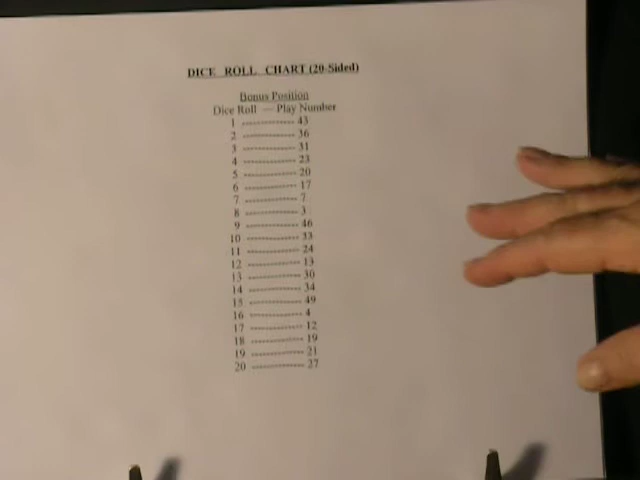 DICE ROLL CHART (20-Sided)
Bonus Position
Dice Roll --- Play Number
1 ---------------- 43
2 ---------------- 36
3 ---------------- 31
4 ---------------- 23
5 ---------------- 20
6 ---------------- 17
7 ---------------- 7
8 ---------------- 3
9 ---------------- 46
10 ---------------- 33
11 ---------------- 24
12 ---------------- 13
13 ---------------- 30
14 ---------------- 34
15 ---------------- 49
16 ---------------- 4
17 ---------------- 12
18 ---------------- 19
19 ---------------- 21
20 ---------------- 27